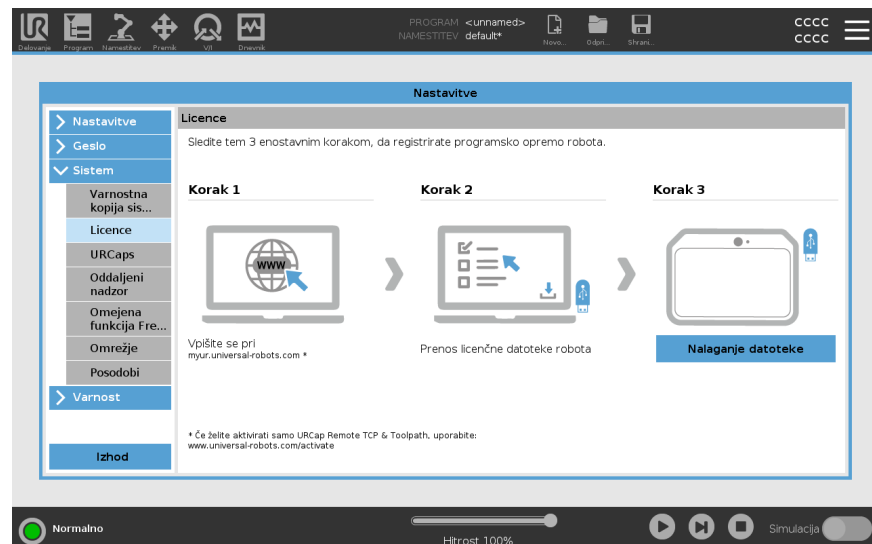 UR
PROGRAM <unnamed>
NAMESTITEV default*
CCCC
CCCC
Delovanje Program Namestitev Premik V/I Dnevnik Novo... Odpri... Shrani...
Nastavitve
Nastavitve
Geslo
Sistem
Varnostna
kopija sis...
Licence
URCaps
Oddaljeni
nadzor
Omejena
funkcija Fre...
Omrežje
Posodobi
Varnost
Izhod
Licence
Sledite tem 3 enostavnim korakom, da registrirate programsko opremo robota.
Korak 1
WWW
Vpišite se pri
myur.universal-robots.com *
Korak 2
Prenos licenčne datoteke robota
Korak 3
Nalaganje datoteke
* Če želite aktivirati samo URCap Remote TCP & Toolpath, uporabite:
www.universal-robots.com/activate
Normalno
Hitrost 100%
Simulacija